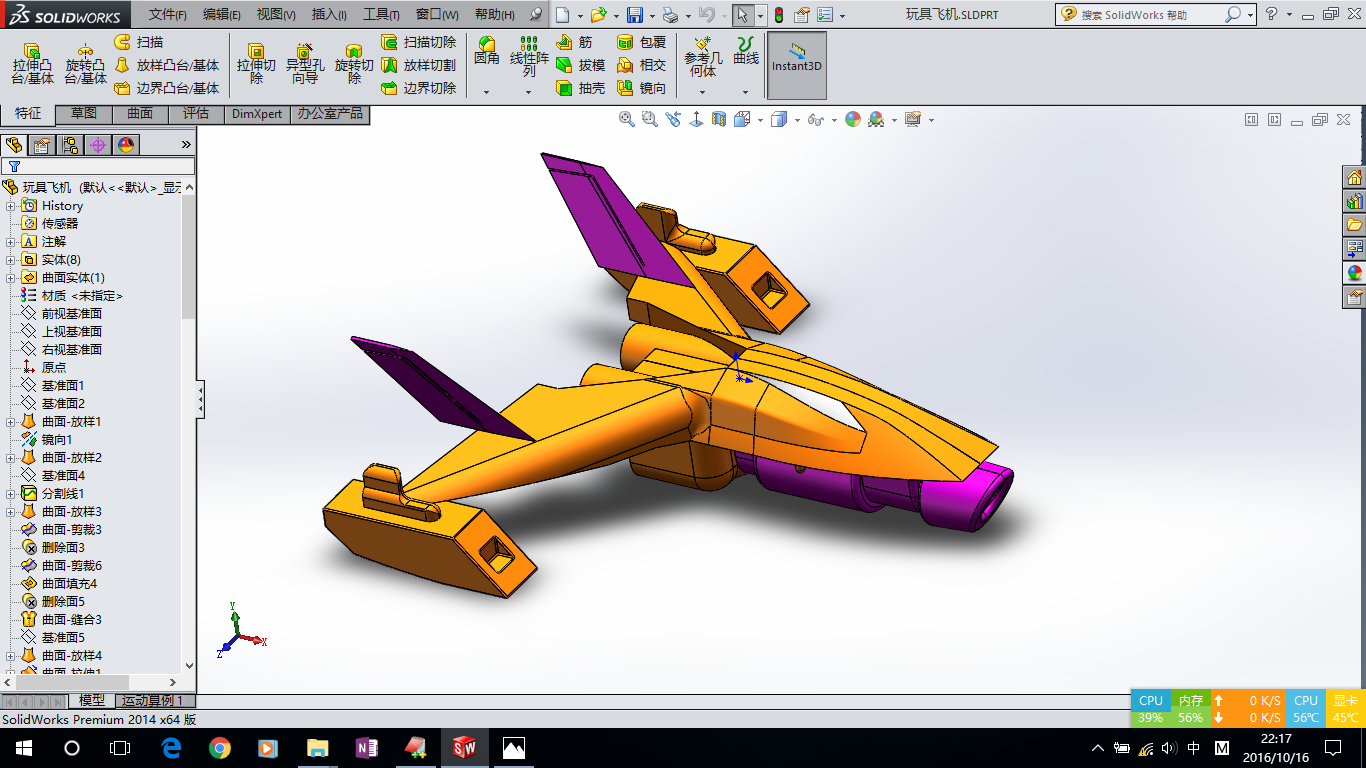 SOLIDWORKS 文件(F) 编辑(E) 视图(V) 插入(I) 工具(T) 窗口(W) 帮助(H) 玩具飞机.SLDPRT 搜索 SolidWorks 帮助
拉伸凸台/基体
旋转凸台/基体
扫描
放样凸台/基体
边界凸台/基体
拉伸切除
异型孔向导
旋转切除
扫描切除
放样切割
边界切除
圆角
线性阵列
筋
拔模
抽壳
包覆
相交
镜向
参考几何体
曲线
Instant3D
特征 草图 曲面 评估 DimXpert 办公室产品
玩具飞机 (默认<<默认>_显示
History
传感器
注解
实体(8)
曲面实体(1)
材质 <未指定>
前视基准面
上视基准面
右视基准面
原点
基准面1
基准面2
曲面-放样1
镜向1
曲面-放样2
基准面4
分割线1
曲面-放样3
曲面-剪裁3
删除面3
曲面-剪裁6
曲面填充4
删除面5
曲面-缝合3
基准面5
曲面-放样4
曲面-拉伸1
Y
X
Z
模型 运动算例 1
CPU 内存 0 K/S CPU 显卡
39% 56% 0 K/S 56℃ 45℃
SolidWorks Premium 2014 x64 版
中 M 22:17
2016/10/16